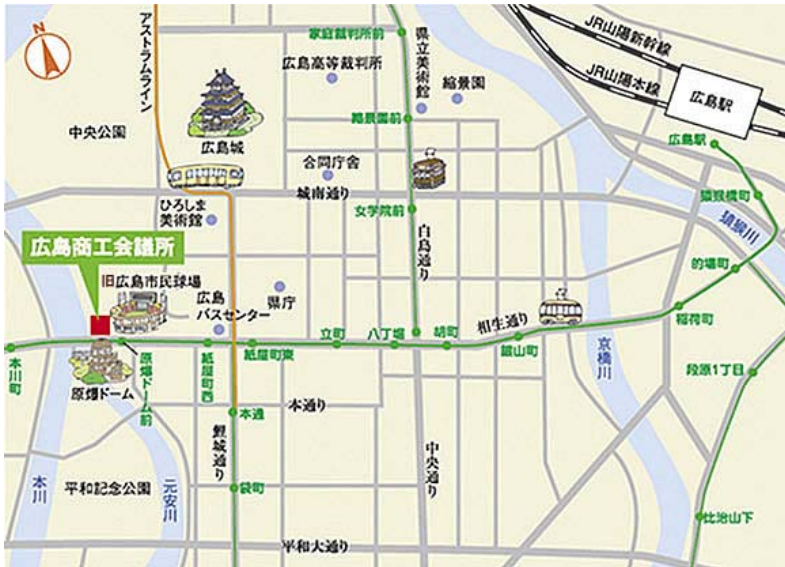 N
アストラムライン
家庭裁判所前
広島高等裁判所
県立美術館
縮景園
JR山陽新幹線
JR山陽本線
広島駅
中央公園
広島城
縮景園前
広島駅
合同庁舎
城南通り
猿猴橋町
ひろしま
美術館
女学院前
白島通り
猿猴川
広島商工会議所
的場町
旧広島市民球場
広島
バスセンター
県庁
立町
八丁堀
胡町
相生通り
銀山町
稲荷町
京橋川
本川町
原爆ドーム
原爆ドーム前
紙屋町西
紙屋町東
段原1丁目
本通
本通り
鯉城通り
中央通り
本川
平和記念公園
元安川
袋町
比治山下
平和大通り